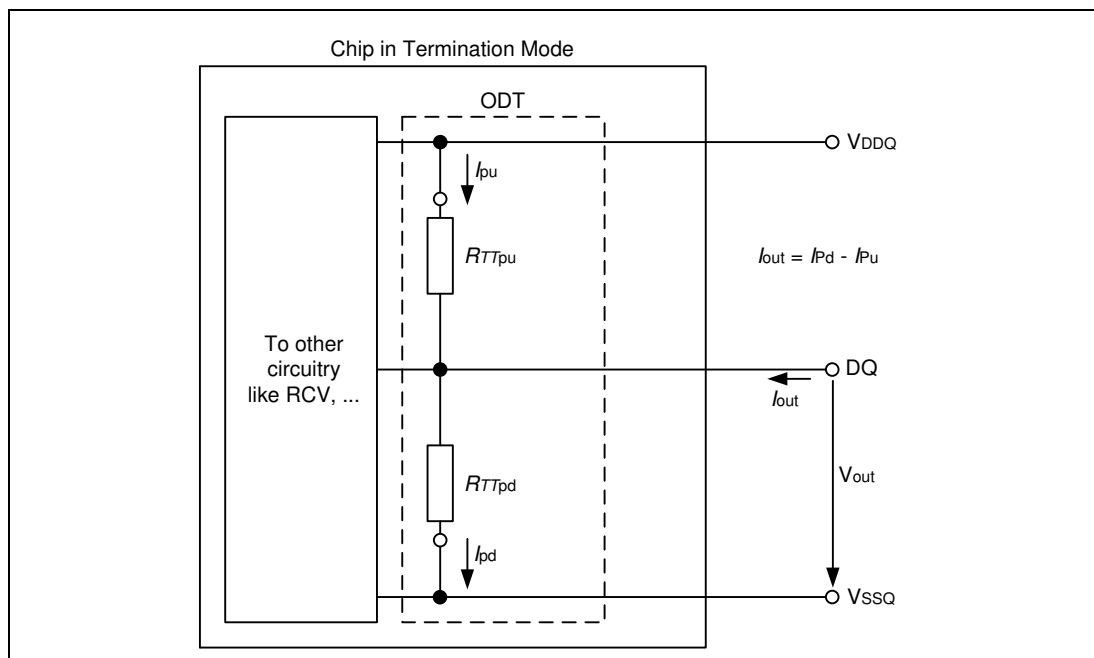 Chip in Termination Mode
ODT
VDDQ
Ipu
RTTpu
Iout = IPd - IPu
To other
circuitry
like RCV, ...
DQ
Iout
RTTpd
Vout
Ipd
VSSQ